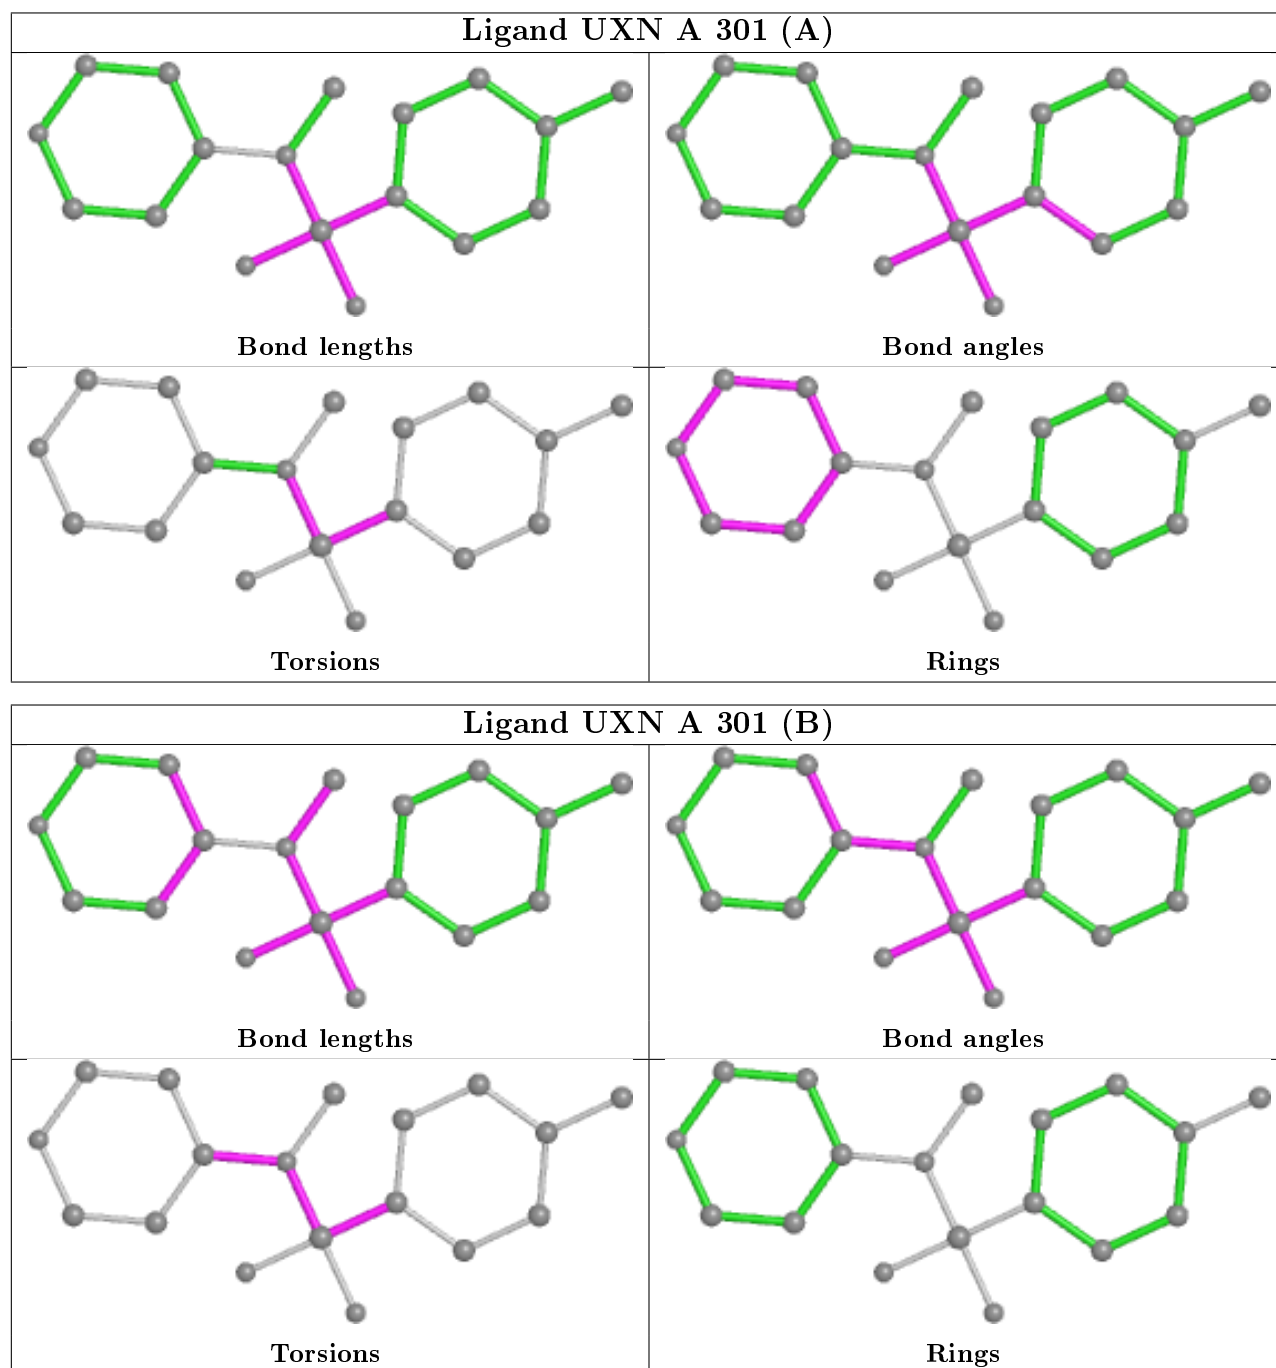 Ligand UXN A 301 (A)
Bond lengths
Bond angles
Torsions
Rings
Ligand UXN A 301 (B)
Bond lengths
Bond angles
Torsions
Rings